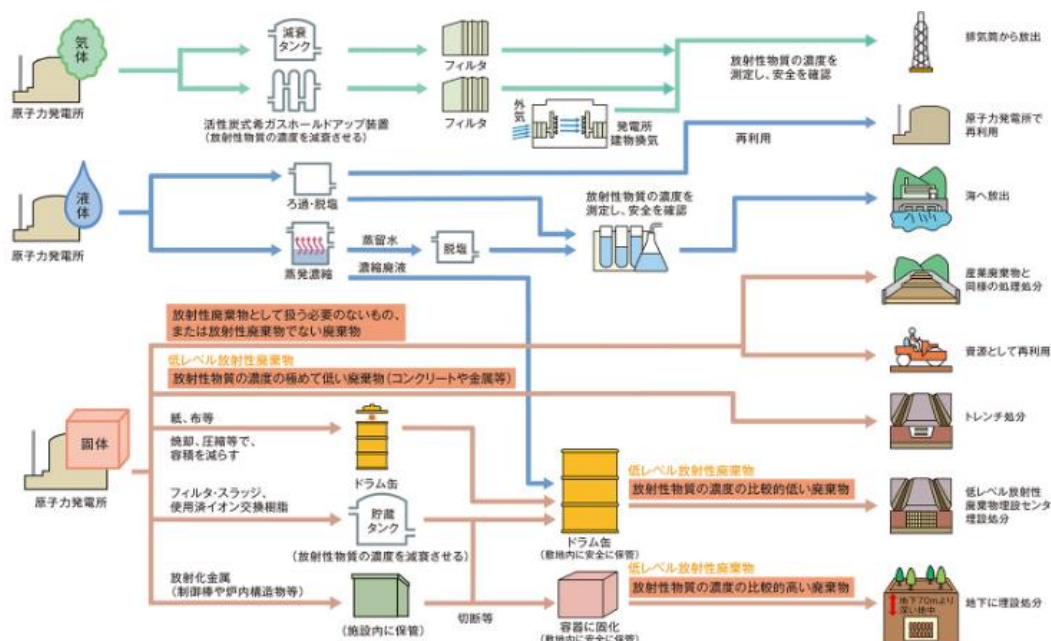 気体
原子力発電所
減衰
タンク
フィルタ
活性炭式希ガスホールドアップ装置
(放射性物質の濃度を減衰させる)
フィルタ
外気
発電所
建物換気
放射性物質の濃度を
測定し、安全を確認
排気筒から放出
再利用
原子力発電所で
再利用
液体
原子力発電所
ろ過・脱塩
蒸発濃縮
蒸留水
濃縮廃液
脱塩
放射性物質の濃度を
測定し、安全を確認
海へ放出
放射性廃棄物として扱う必要のないもの、
または放射性廃棄物でない廃棄物
産業廃棄物と
同様の処理処分
資源として再利用
低レベル放射性廃棄物
放射性物質の濃度の極めて低い廃棄物(コンクリートや金属等)
トレンチ処分
固体
原子力発電所
紙、布等
焼却、圧縮等で、
容積を減らす
ドラム缶
フィルタ・スラッジ、
使用済イオン交換樹脂
貯蔵
タンク
(放射性物質の濃度を減衰させる)
ドラム缶
(敷地内に安全に保管)
低レベル放射性廃棄物
放射性物質の濃度の比較的低い廃棄物
低レベル放射性
廃棄物埋設センタ
埋設処分
放射化金属
(制御棒や炉内構造物等)
(施設内に保管)
切断等
容器に固化
(敷地内に安全に保管)
低レベル放射性廃棄物
放射性物質の濃度の比較的高い廃棄物
地下70mより
深い地中
地下に埋設処分